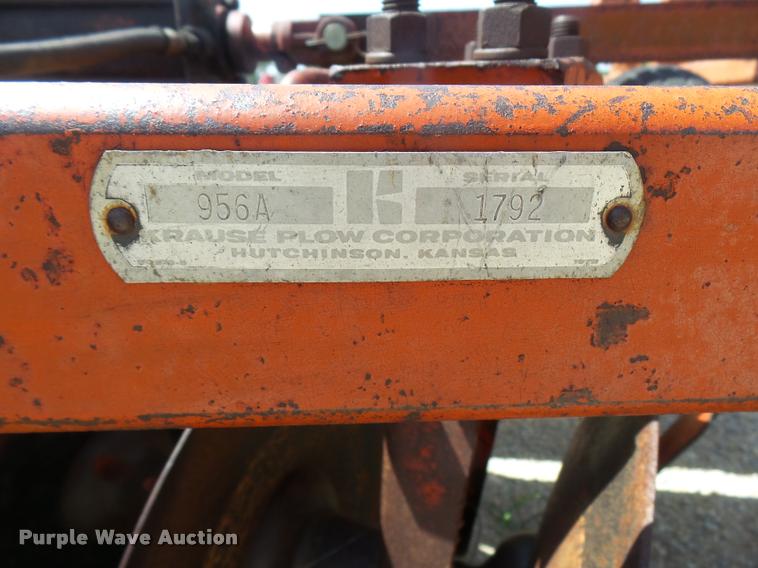 MODEL SERIAL
956A K 1792
KRAUSE PLOW CORPORATION
HUTCHINSON, KANSAS
Purple Wave Auction